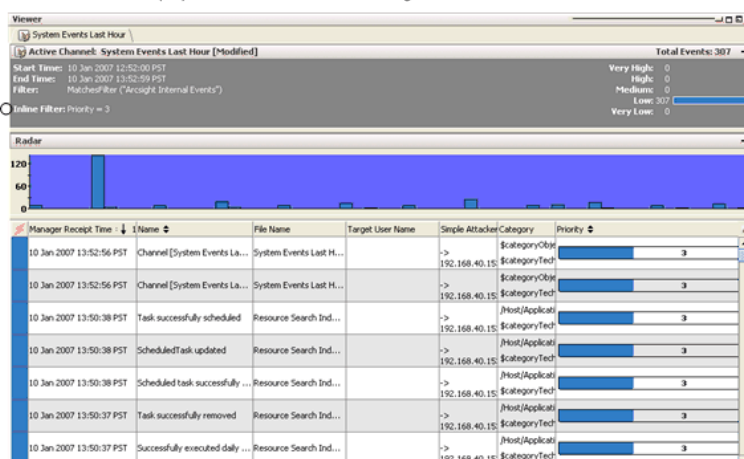 Viewer
System Events Last Hour
Active Channel: System Events Last Hour [Modified] Total Events: 307
Start Time: 10 Jan 2007 12:52:00 PST Very High: 0
End Time: 10 Jan 2007 13:52:59 PST High: 0
Filter: MatchesFilter ("Arcsight Internal Events") Medium: 0
Low: 307
Inline Filter: Priority = 3 Very Low: 0
Radar
120
60
0
Manager Receipt Time 1 Name File Name Target User Name Simple Attacker Category Priority
10 Jan 2007 13:52:56 PST Channel [System Events La... System Events Last H... -> 192.168.40.15 $categoryObje $categoryTech 3
10 Jan 2007 13:52:56 PST Channel [System Events La... System Events Last H... -> 192.168.40.15 $categoryObje $categoryTech 3
10 Jan 2007 13:50:38 PST Task successfully scheduled Resource Search Ind... -> 192.168.40.15 /Host/Applicati $categoryTech 3
10 Jan 2007 13:50:38 PST ScheduledTask updated Resource Search Ind... -> 192.168.40.15 /Host/Applicati $categoryTech 3
10 Jan 2007 13:50:38 PST Scheduled task successfully ... Resource Search Ind... -> 192.168.40.15 /Host/Applicati $categoryTech 3
10 Jan 2007 13:50:37 PST Task successfully removed Resource Search Ind... -> 192.168.40.15 /Host/Applicati $categoryTech 3
10 Jan 2007 13:50:37 PST Successfully executed daily ... Resource Search Ind... -> 192.168.40.15 /Host/Applicati $categoryTech 3